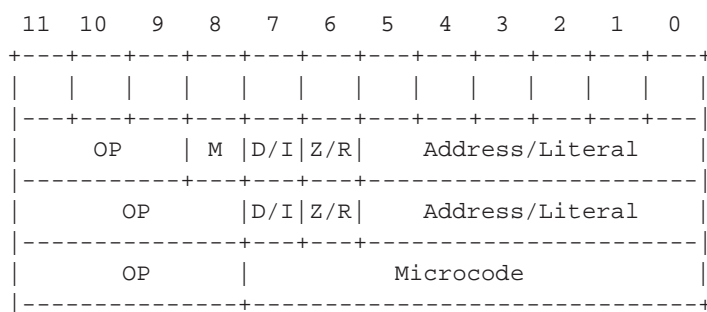 11 10 9 8 7 6 5 4 3 2 1 0
+---+---+---+---+---+---+---+---+---+---+---+---+
| | | | | | | | | | | | |
|---+---+---+---+---+---+---+---+---+---+---+---|
| OP | M |D/I|Z/R| Address/Literal |
|-----------+---+---+---+-----------------------|
| OP |D/I|Z/R| Address/Literal |
|---------------+---+---+-----------------------|
| OP | Microcode |
|---------------+-------------------------------+